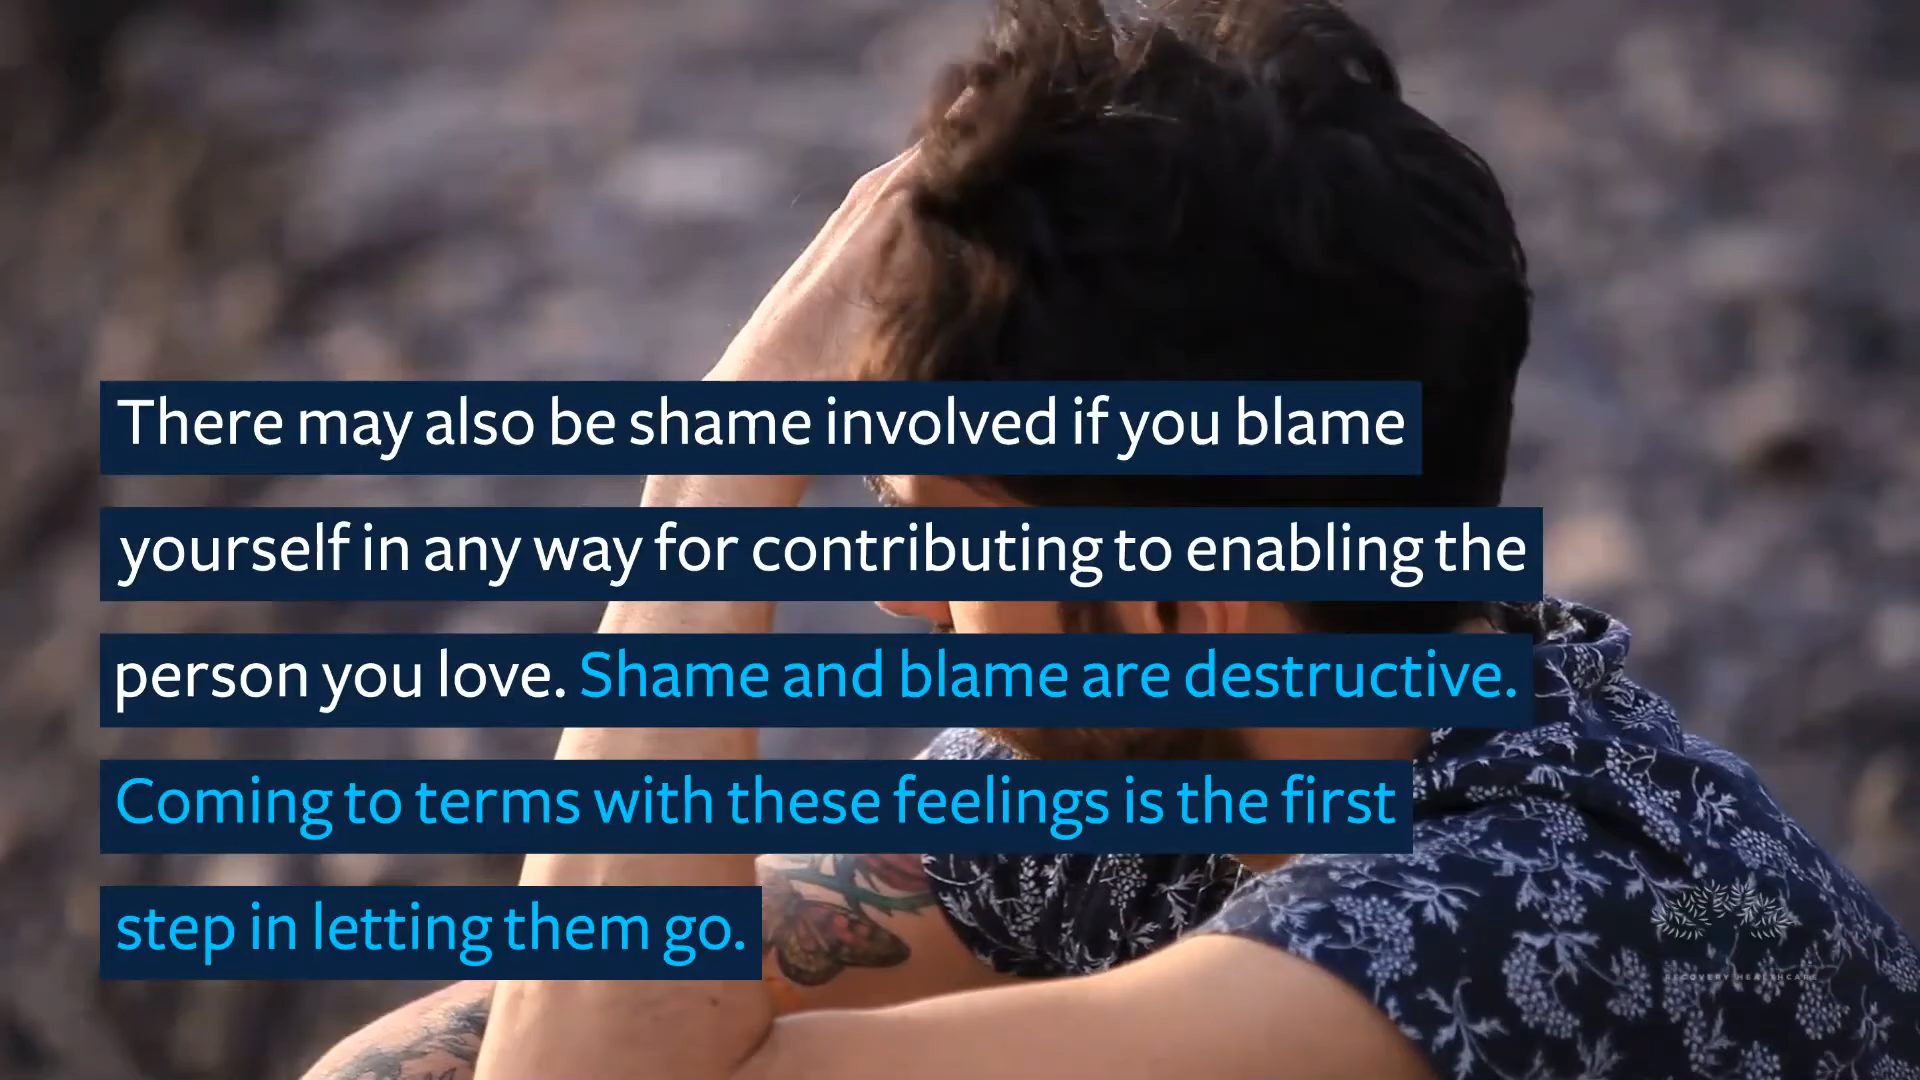 There may also be shame involved if you blame
yourself in any way for contributing to enabling the
person you love. Shame and blame are destructive.
Coming to terms with these feelings is the first
step in letting them go.
RECOVERY HEALTHCARE